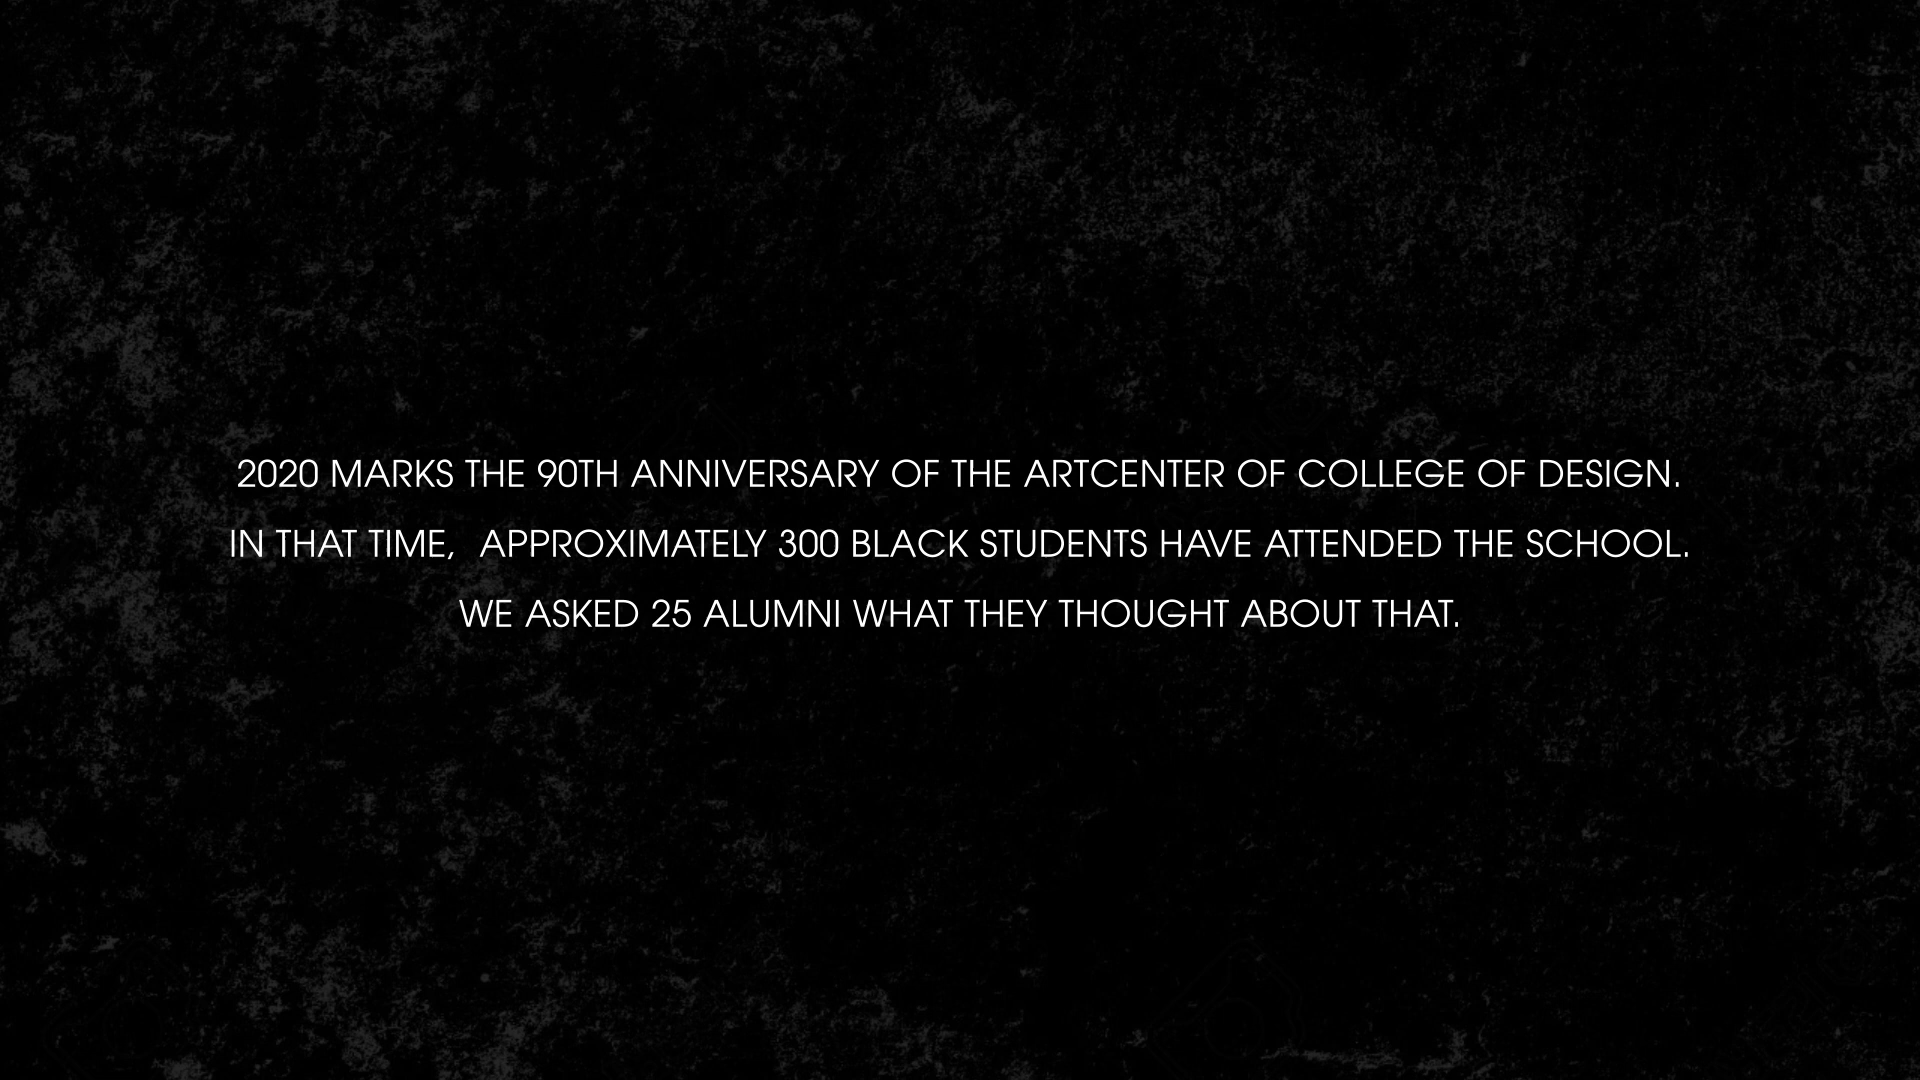 2020 MARKS THE 90TH ANNIVERSARY OF THE ARTCENTER OF COLLEGE OF DESIGN.
IN THAT TIME,  APPROXIMATELY 300 BLACK STUDENTS HAVE ATTENDED THE SCHOOL.
WE ASKED 25 ALUMNI WHAT THEY THOUGHT ABOUT THAT.